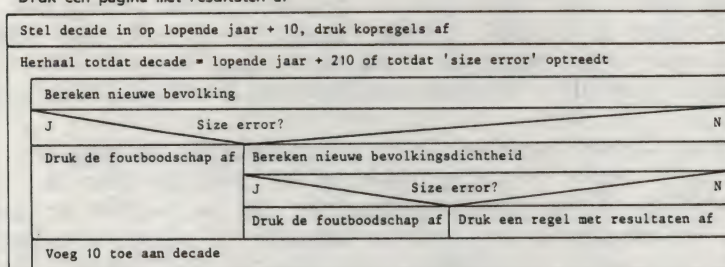 Druk een pagina met resultaten af
Stel decade in op lopende jaar + 10, druk kopregels af
Herhaal totdat decade = lopende jaar + 210 of totdat 'size error' optreedt
Bereken nieuwe bevolking
J Size error? N
Druk de foutboodschap af Bereken nieuwe bevolkingsdichtheid
J Size error? N
Druk de foutboodschap af Druk een regel met resultaten af
Voeg 10 toe aan decade